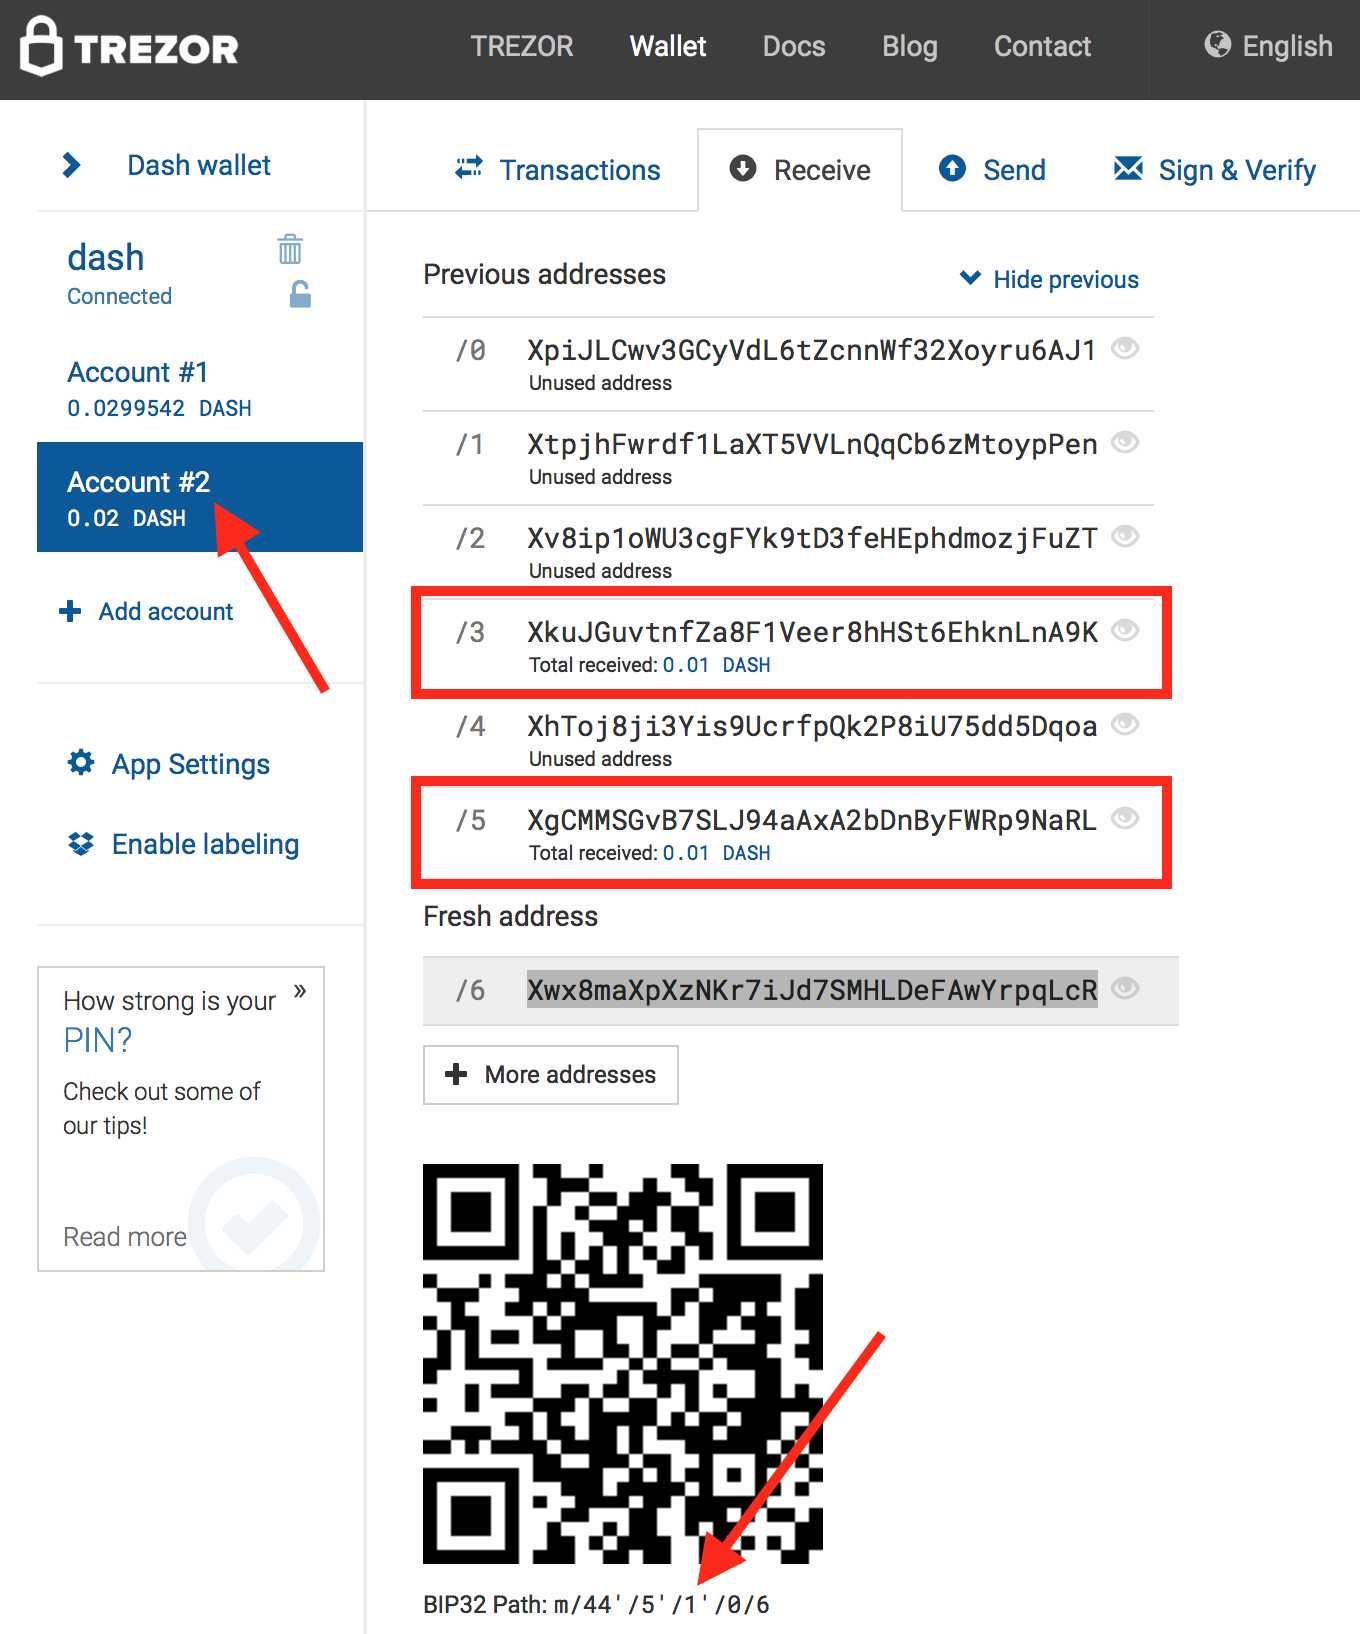 TREZOR
TREZOR Wallet Docs Blog Contact English
Dash wallet
dash
Connected
Account #1
0.0299542 DASH
Account #2
0.02 DASH
Add account
App Settings
Enable labeling
How strong is your »
PIN?
Check out some of
our tips!
Read more
Transactions Receive Send Sign & Verify
Previous addresses Hide previous
/0 XpiJLCwv3GCyVdL6tZcnnWf32Xoyru6AJ1
Unused address
/1 XtpjhFwrdf1LaXT5VVLnQqCb6zMtoypPen
Unused address
/2 Xv8ip1oWU3cgFYk9tD3feHEphdmozjFuZT
Unused address
/3 XkuJGuvtnfZa8F1Veer8hHSt6EhknLnA9K
Total received: 0.01 DASH
/4 XhToj8ji3Yis9UcrfpQk2P8iU75dd5Dqoa
Unused address
/5 XgCMMSGvB7SLJ94aAxA2bDnByFWRp9NaRL
Total received: 0.01 DASH
Fresh address
/6 Xwx8maXpXzNKr7iJd7SMHLDeFAwYrpqLcR
More addresses
BIP32 Path: m/44'/5'/1'/0/6